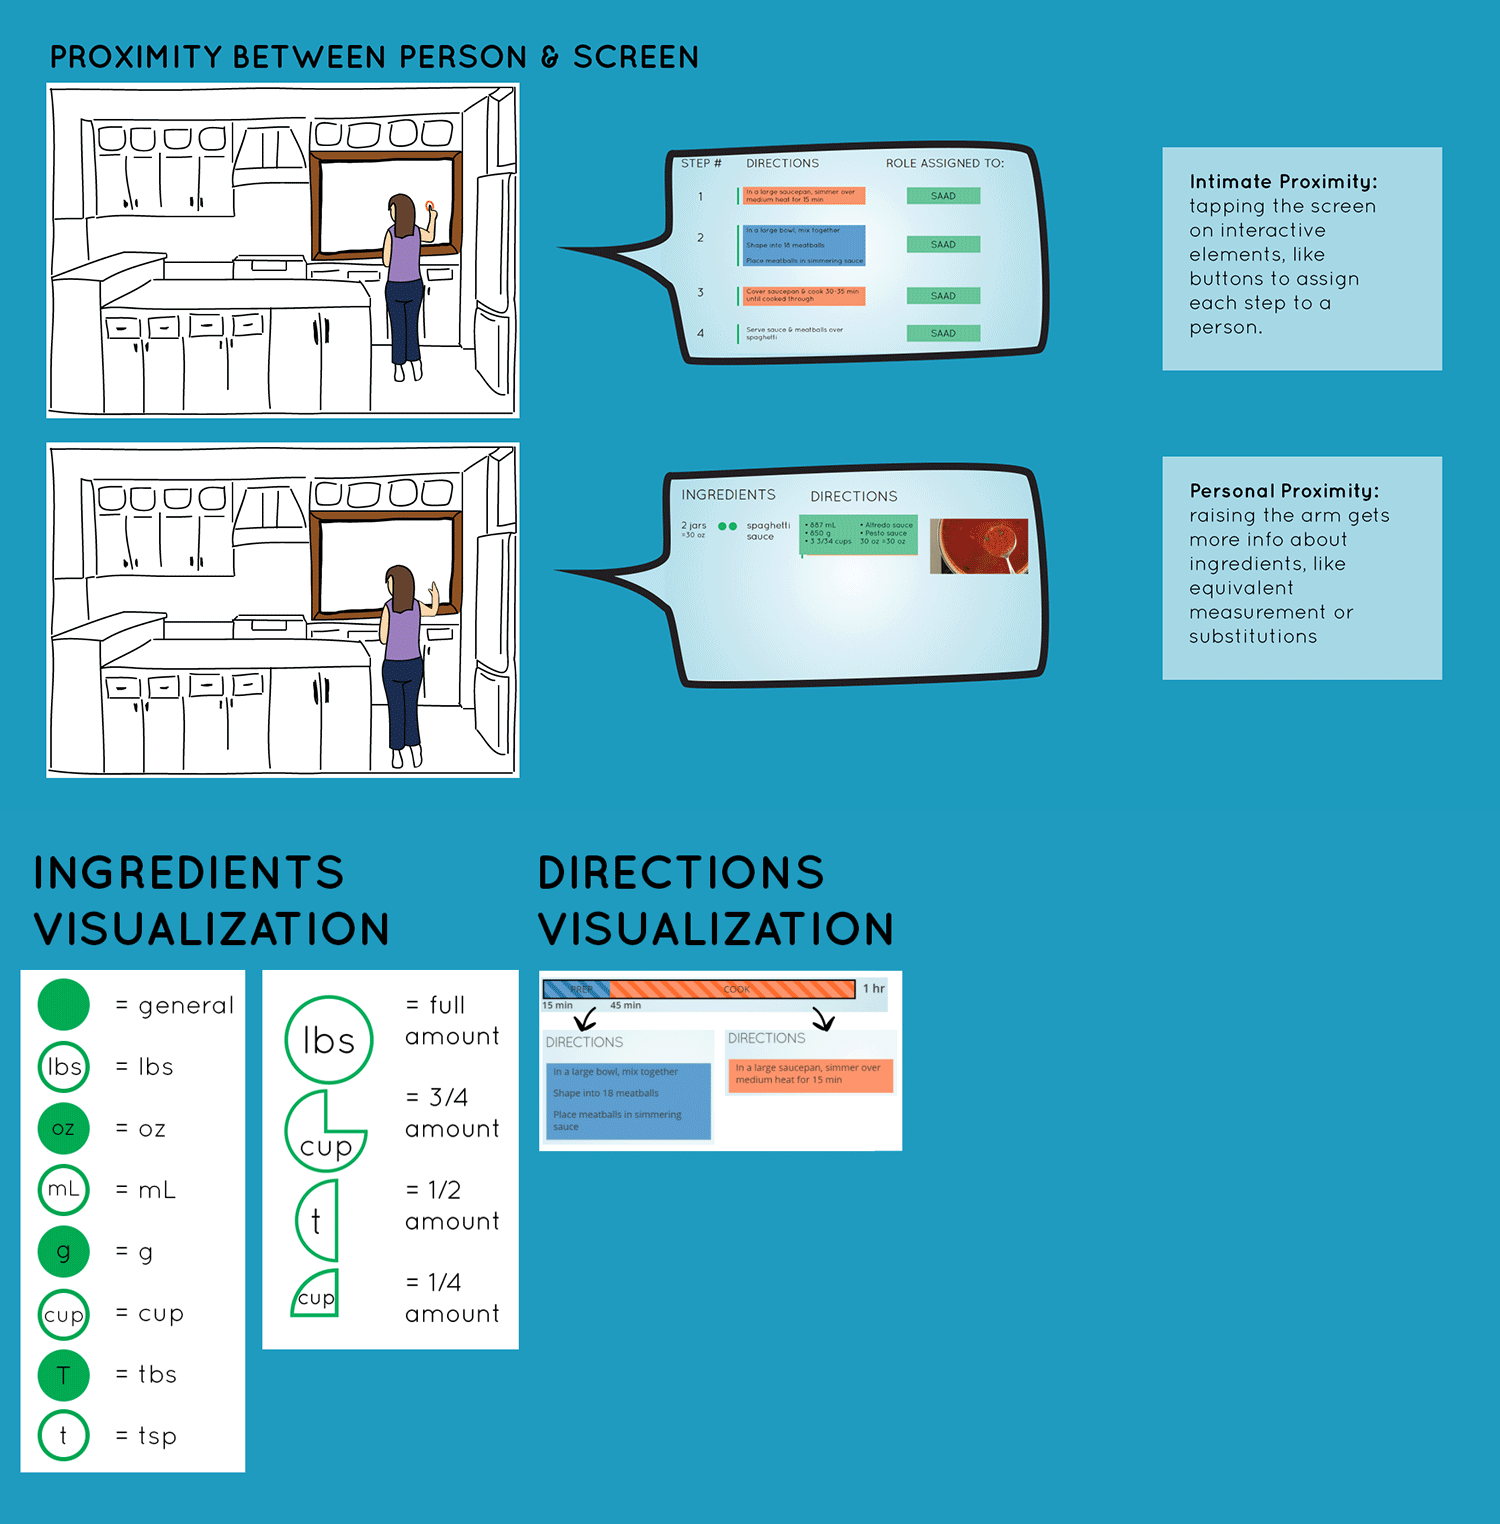 PROXIMITY BETWEEN PERSON & SCREEN
STEP # DIRECTIONS ROLE ASSIGNED TO:
1 In a large saucepan, simmer over SAAD
medium heat for 15 min
2 In a large bowl, mix together
Shape into 18 meatballs SAAD
Place meatballs in simmering sauce
3 Cover saucepan & cook 30-35 min SAAD
until cooked through
4 Serve sauce & meatballs over SAAD
spaghetti
Intimate Proximity:
tapping the screen
on interactive
elements, like
buttons to assign
each step to a
person.
INGREDIENTS DIRECTIONS
2 jars spaghetti • 887 mL • Alfredo sauce
=30 oz sauce • 850 g • Pesto sauce
• 3 3/34 cups 30 oz =30 oz
Personal Proximity:
raising the arm gets
more info about
ingredients, like
equivalent
measurement or
substitutions
INGREDIENTS
VISUALIZATION
= general
lbs = lbs
oz = oz
mL = mL
g = g
cup = cup
T = tbs
t = tsp
lbs = full
amount
cup = 3/4
amount
t = 1/2
amount
cup = 1/4
amount
DIRECTIONS
VISUALIZATION
PREP COOK 1 hr
15 min 45 min
DIRECTIONS
In a large bowl, mix together
Shape into 18 meatballs
Place meatballs in simmering
sauce
DIRECTIONS
In a large saucepan, simmer over
medium heat for 15 min